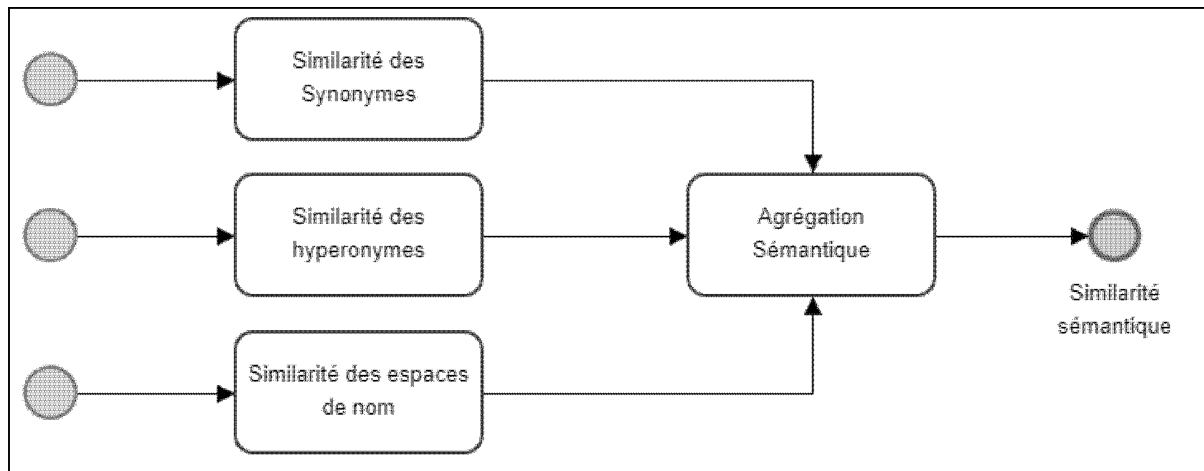 Similarité des
Synonymes
Similarité des
hyperonymes
Agrégation
Sémantique
Similarité
sémantique
Similarité des espaces
de nom